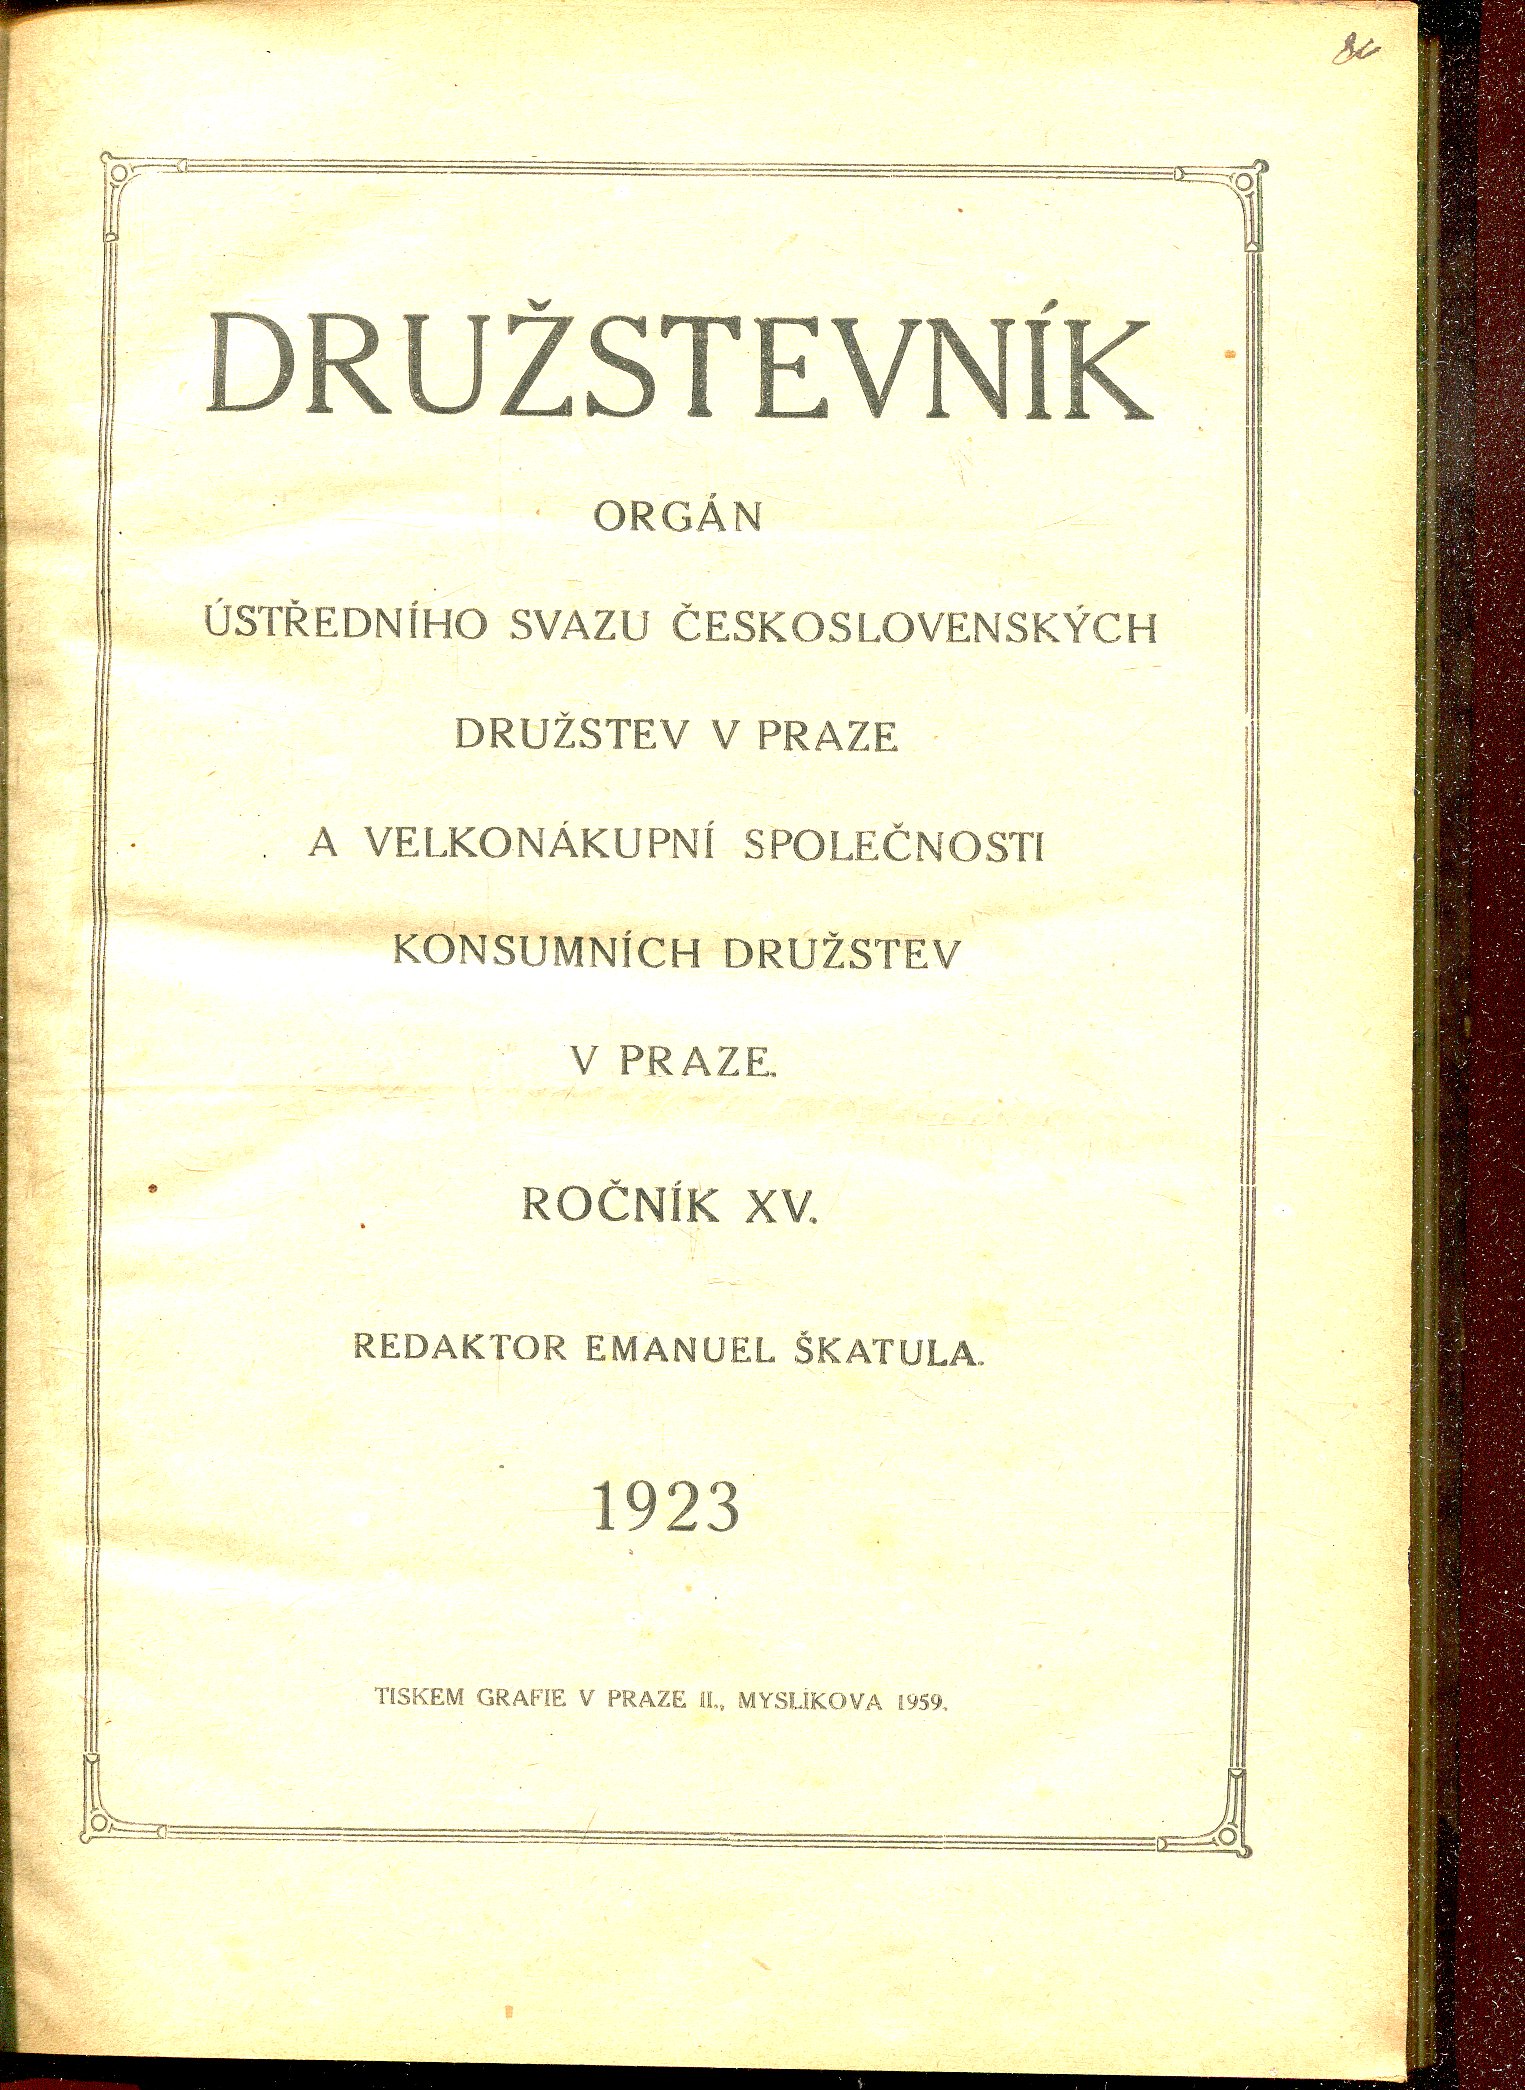 DRUŽSTEVNÍK
ORGÁN
ÚSTŘEDNÍHO SVAZU ČESKOSLOVENSKÝCH
DRUŽSTEV V PRAZE
A VELKONÁKUPNÍ SPOLEČNOSTI
KONSUMNÍCH DRUŽSTEV
V PRAZE.
ROČNÍK XV.
REDAKTOR EMANUEL ŠKATULA.
1923
TISKEM GRAFIE V PRAZE II., MYSLÍKOVA 1959.